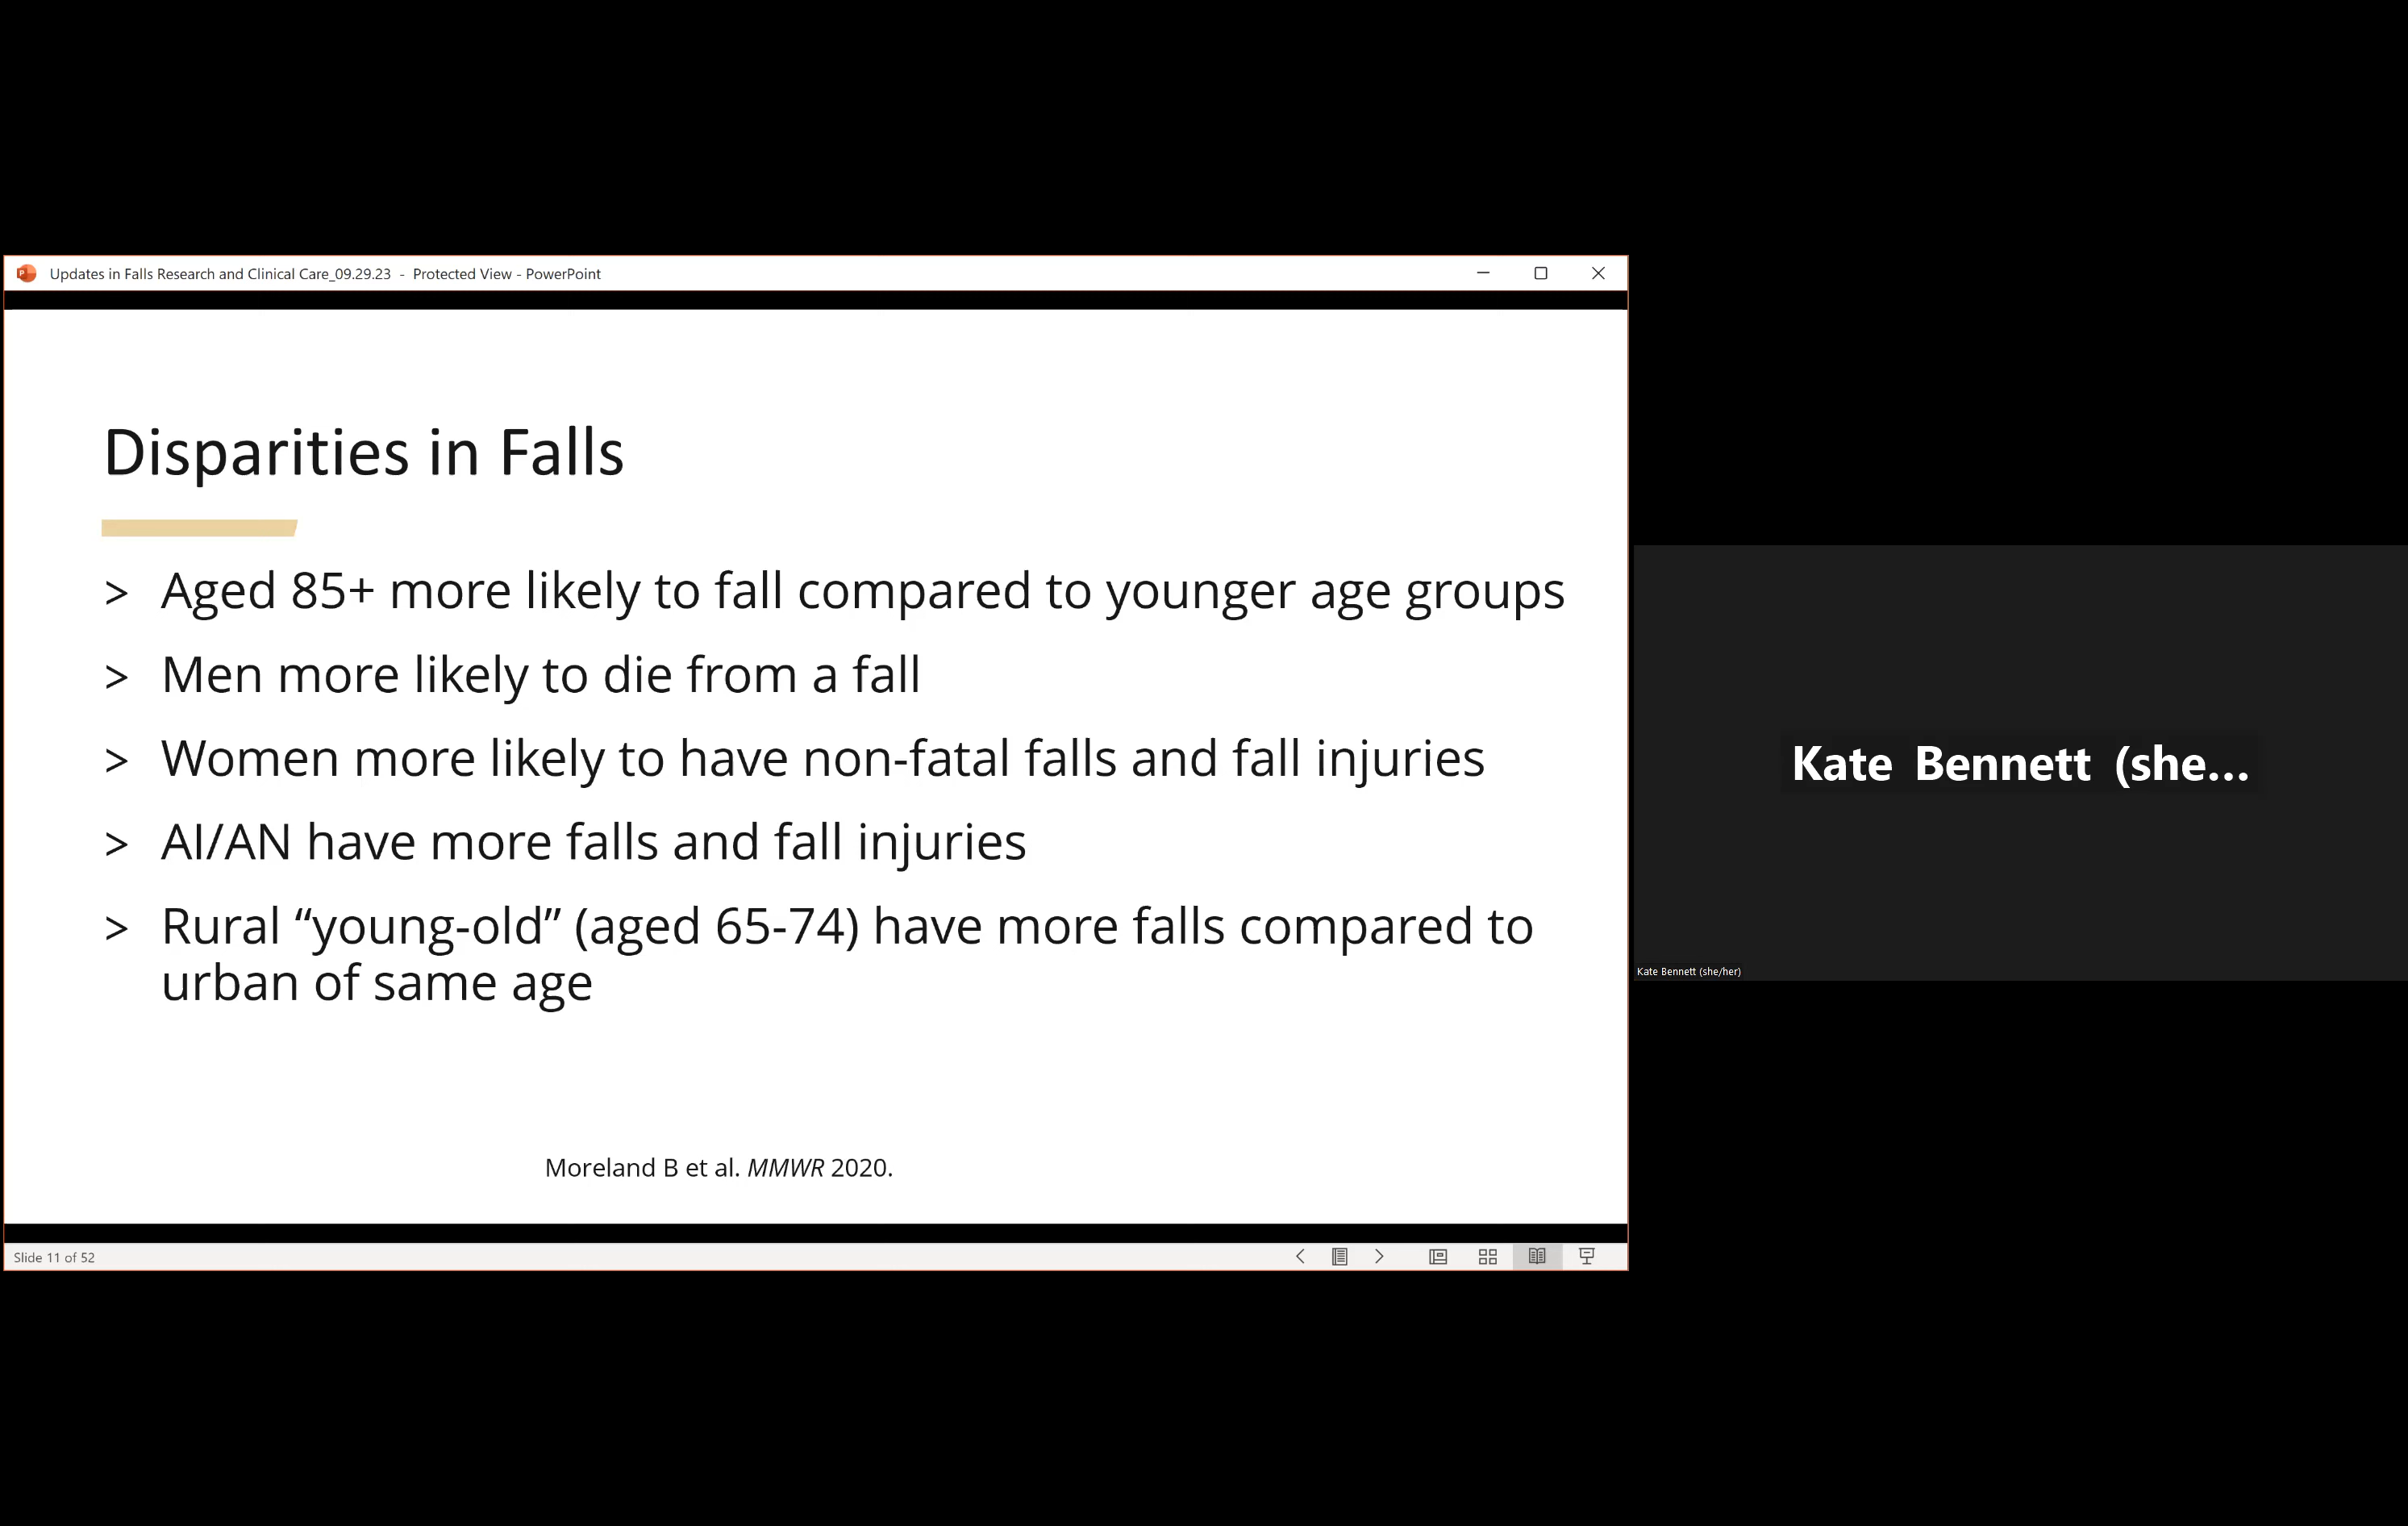 Updates in Falls Research and Clinical Care_09.29.23 - Protected View - PowerPoint
Disparities in Falls
> Aged 85+ more likely to fall compared to younger age groups
> Men more likely to die from a fall
> Women more likely to have non-fatal falls and fall injuries
> AI/AN have more falls and fall injuries
> Rural “young-old” (aged 65-74) have more falls compared to
urban of same age
Moreland B et al. MMWR 2020.
Slide 11 of 52
Kate Bennett (she...
Kate Bennett (she/her)